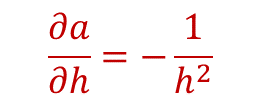 ∂a/∂h = − 1/h²